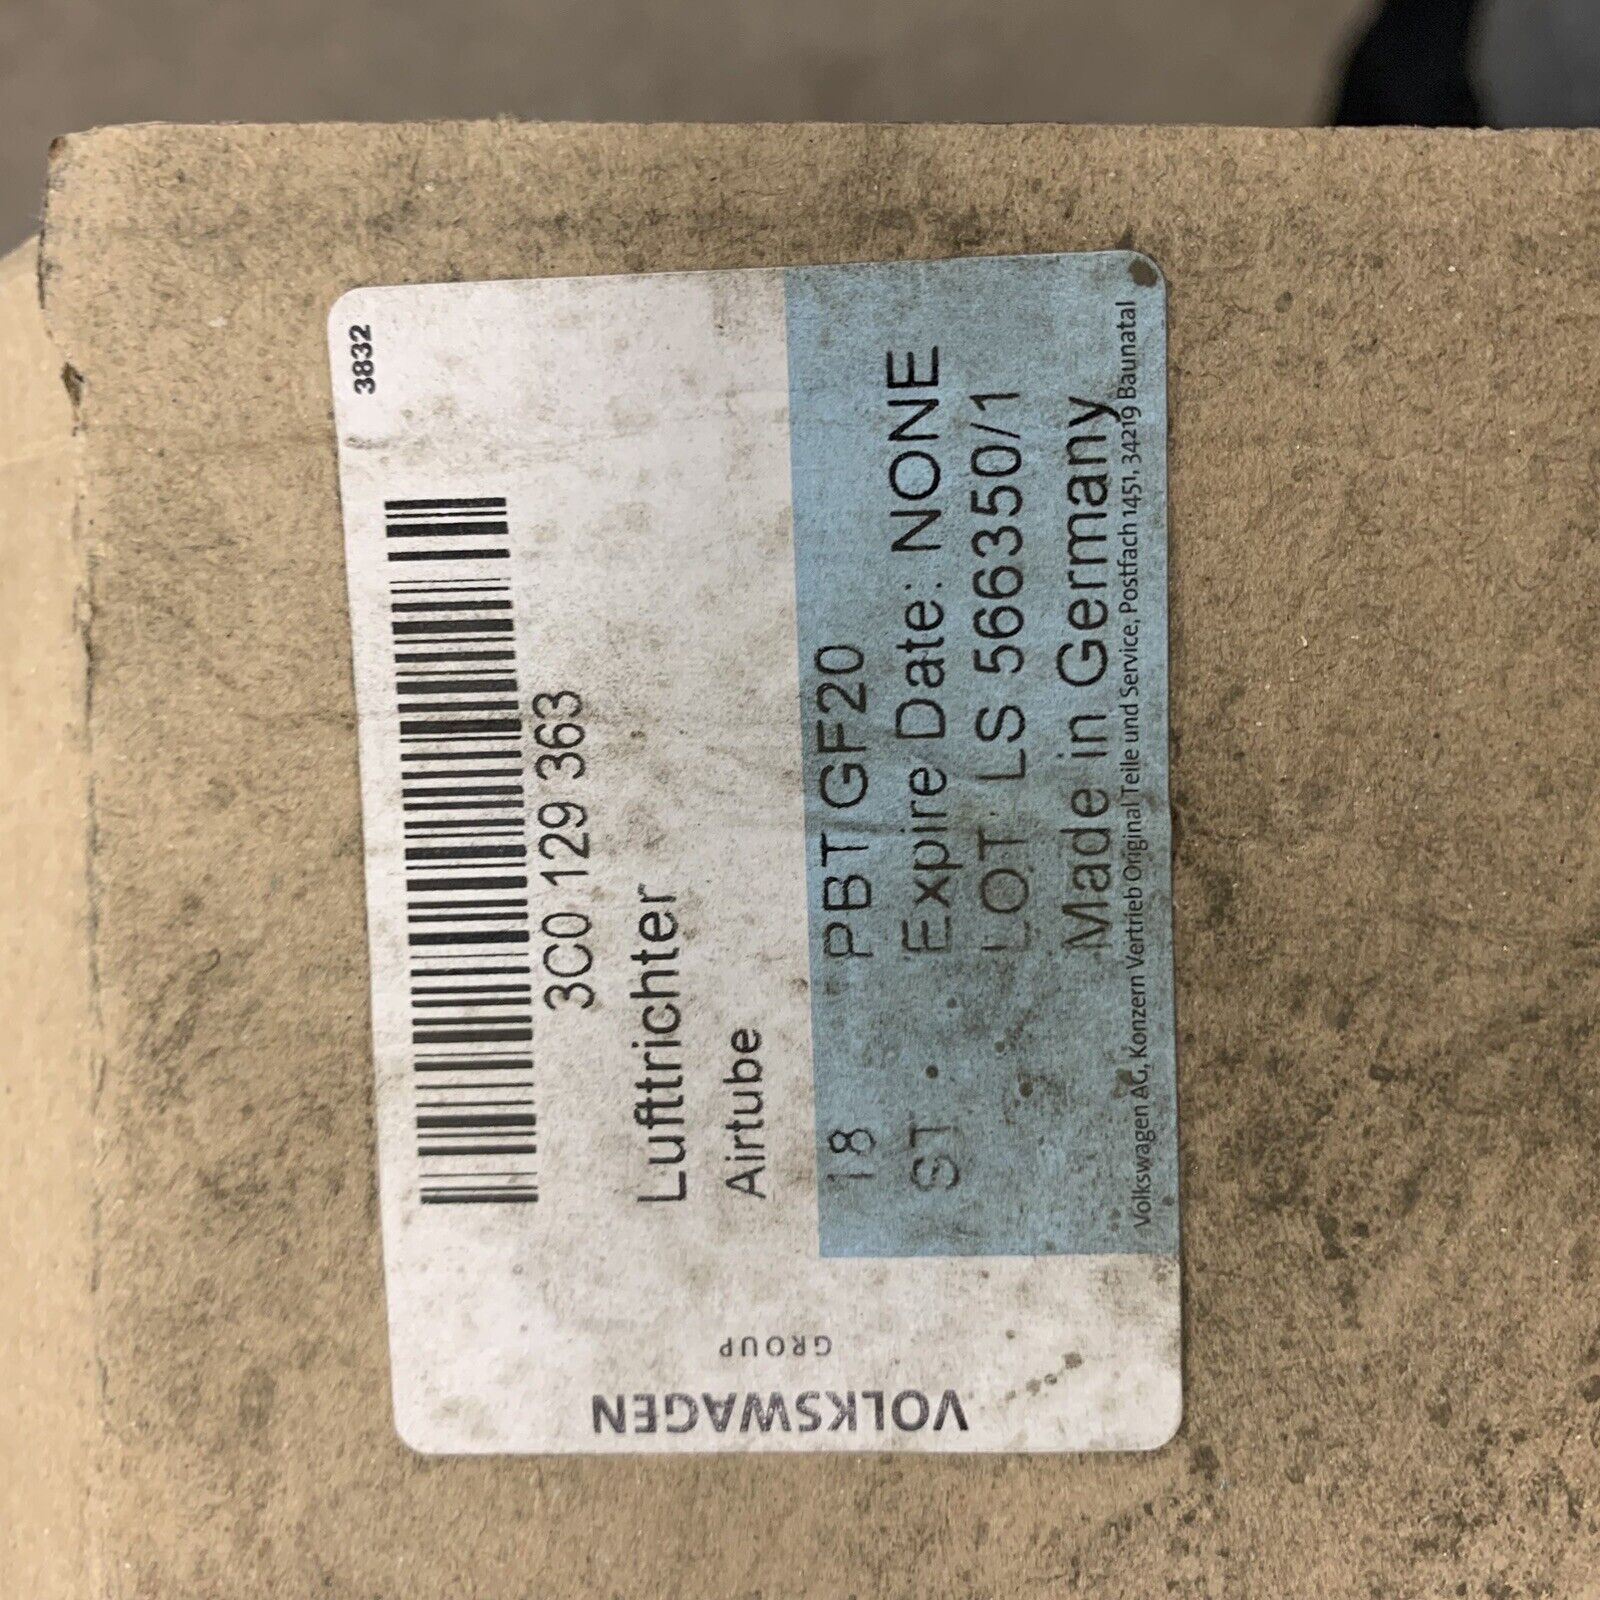 3832
3C0 129 363
Lufttrichter
Airtube
18 PBT GF20
ST Expire Date: NONE
LOT LS 566350/1
Made in Germany
Volkswagen AG, Konzern Vertrieb Original Teile und Service, Postfach 1451, 34219 Baunatal
VOLKSWAGEN
GROUP